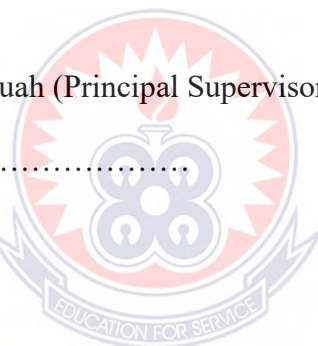 uah (Principal Supervisor
………………….
EDUCATION FOR SERVICE